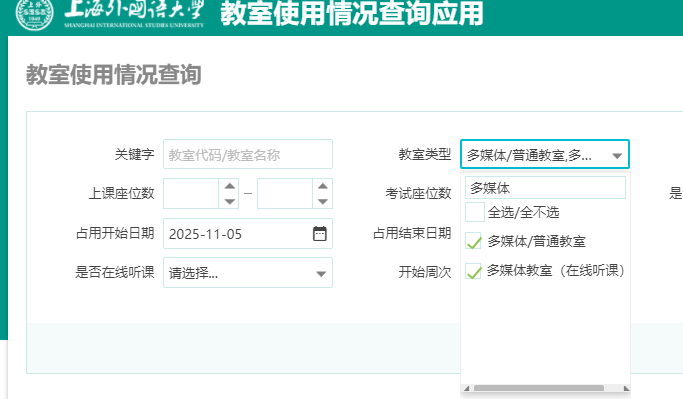 上海外国语大学 教室使用情况查询应用
SHANGHAI INTERNATIONAL STUDIES UNIVERSITY
教室使用情况查询
关键字 教室代码/教室名称 教室类型 多媒体/普通教室,多...
上课座位数 – 考试座位数 多媒体 是
全选/全不选
占用开始日期 2025-11-05 占用结束日期 多媒体/普通教室
是否在线听课 请选择... 开始周次 多媒体教室（在线听课）